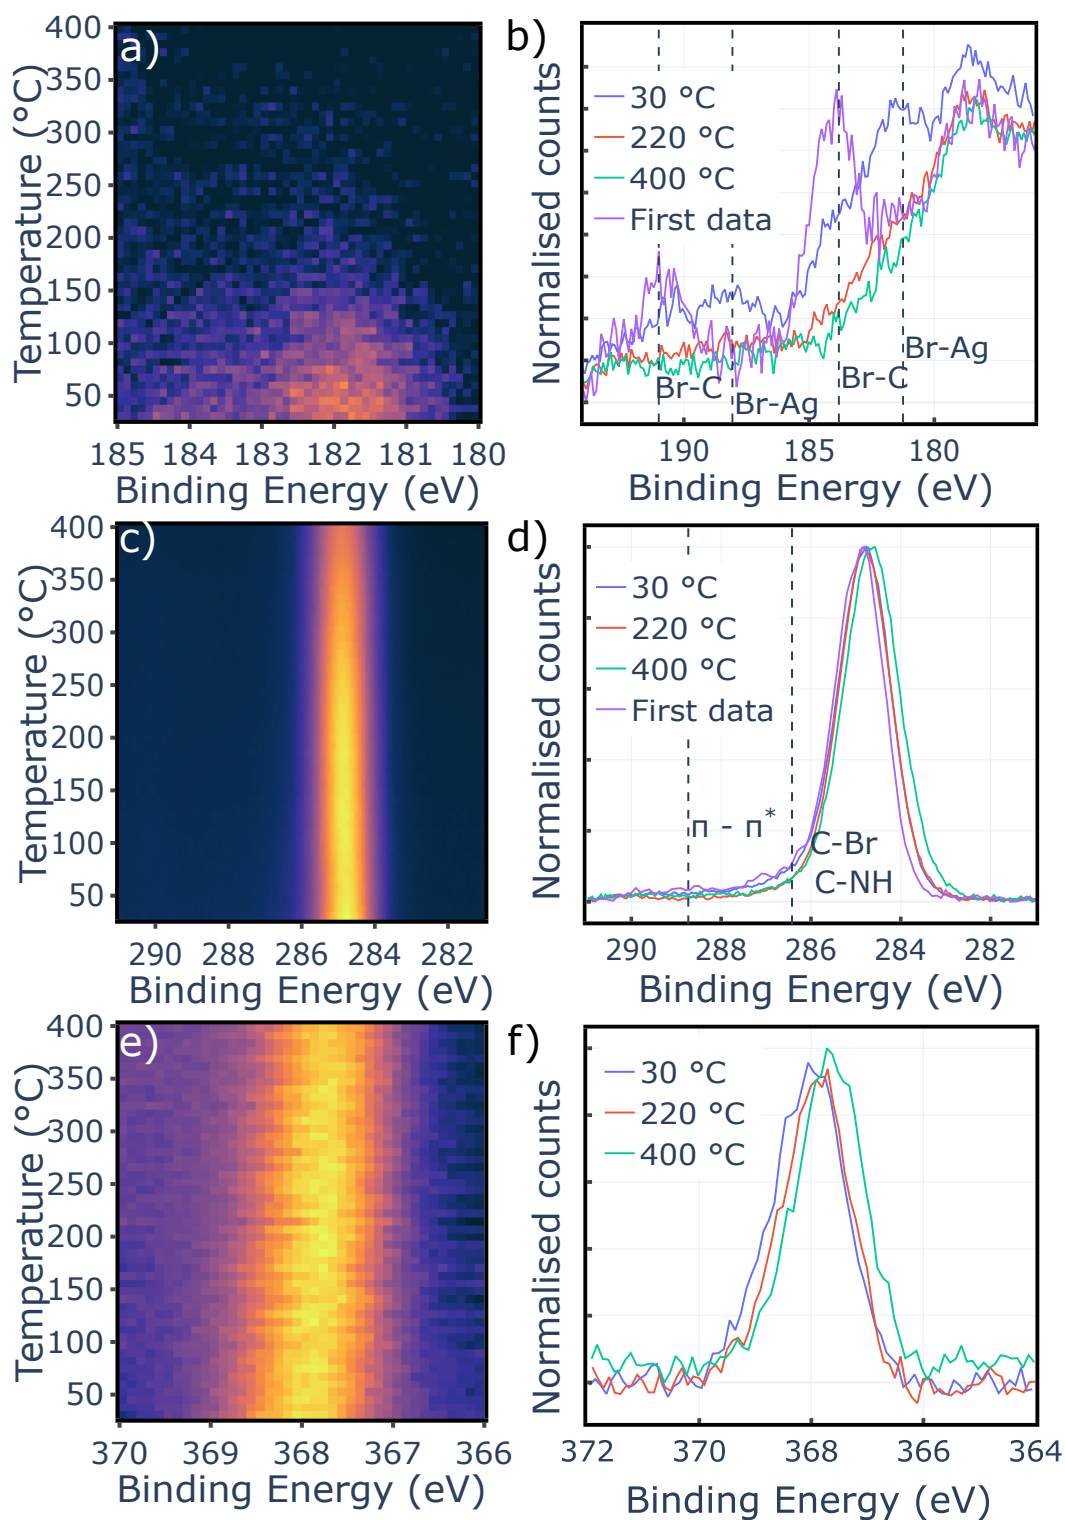 a)
Temperature (°C)
400
350
300
250
200
150
100
50
185 184 183 182 181 180
Binding Energy (eV)
b)
Normalised counts
30 °C
220 °C
400 °C
First data
Br-C
Br-Ag
Br-C
Br-Ag
190 185 180
Binding Energy (eV)
c)
Temperature (°C)
400
350
300
250
200
150
100
50
290 288 286 284 282
Binding Energy (eV)
d)
Normalised counts
30 °C
220 °C
400 °C
First data
π - π*
C-Br
C-NH
290 288 286 284 282
Binding Energy (eV)
e)
Temperature (°C)
400
350
300
250
200
150
100
50
370 369 368 367 366
Binding Energy (eV)
f)
Normalised counts
30 °C
220 °C
400 °C
372 370 368 366 364
Binding Energy (eV)